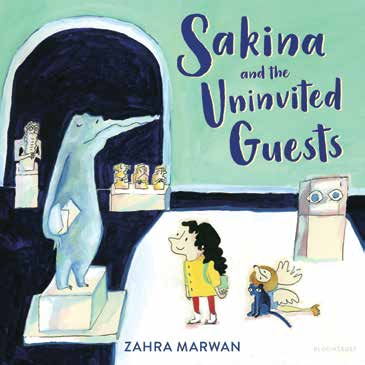 Sakina
and the
Uninvited
Guests
ZAHRA MARWAN
BLOOMSBURY